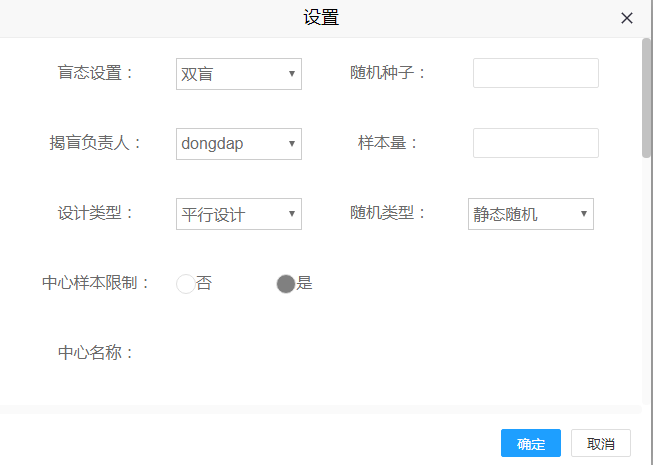 设置
盲态设置： 双盲 随机种子：
揭盲负责人： dongdap 样本量：
设计类型： 平行设计 随机类型： 静态随机
中心样本限制： 否 是
中心名称：
确定 取消